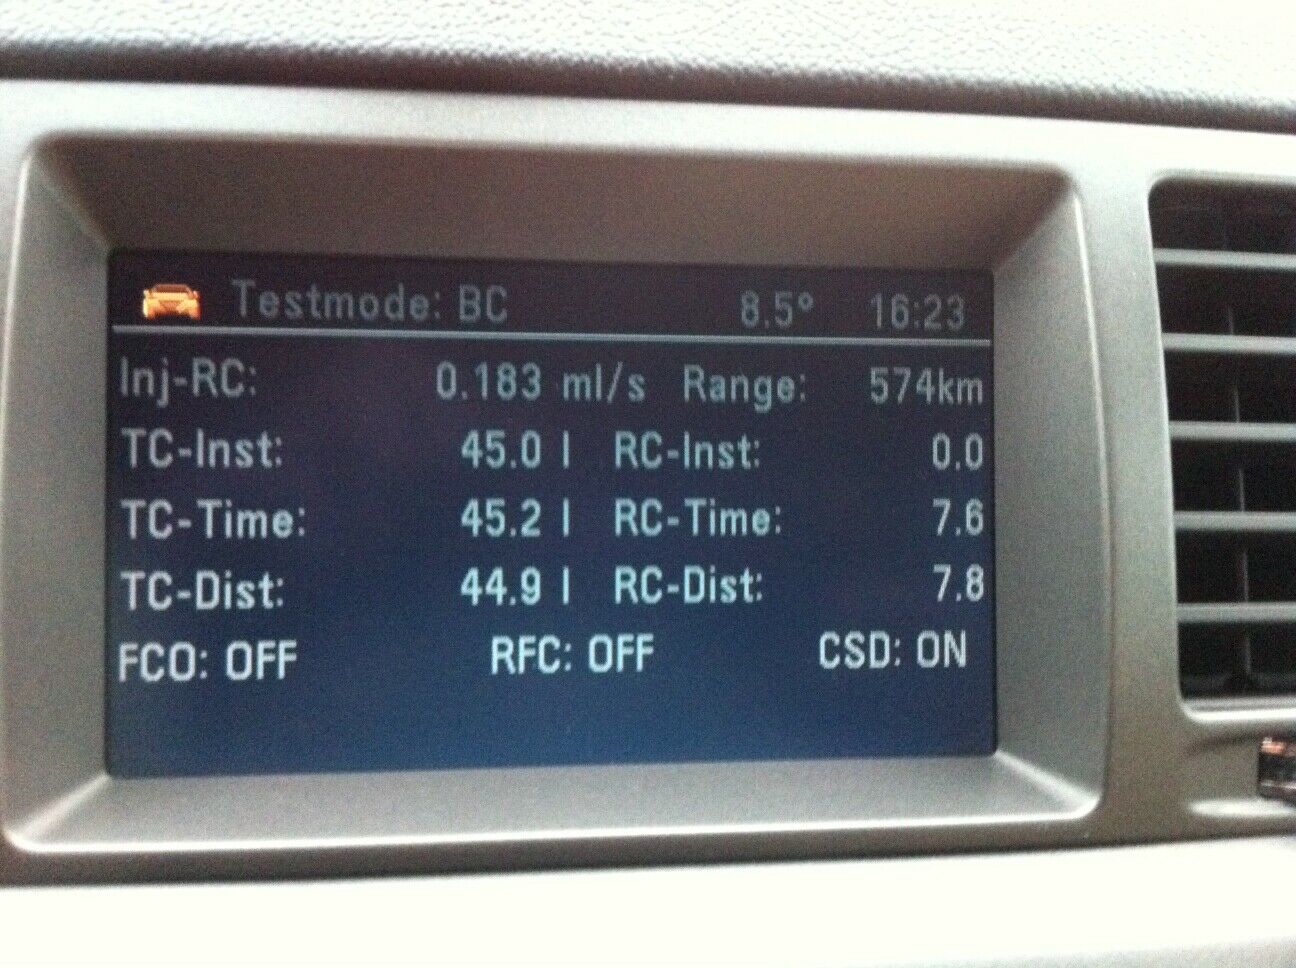 Testmode: BC 8.5° 16:23
Inj-RC: 0.183 ml/s Range: 574km
TC-Inst: 45.0 l RC-Inst: 0.0
TC-Time: 45.2 l RC-Time: 7.6
TC-Dist: 44.9 l RC-Dist: 7.8
FCO: OFF RFC: OFF CSD: ON